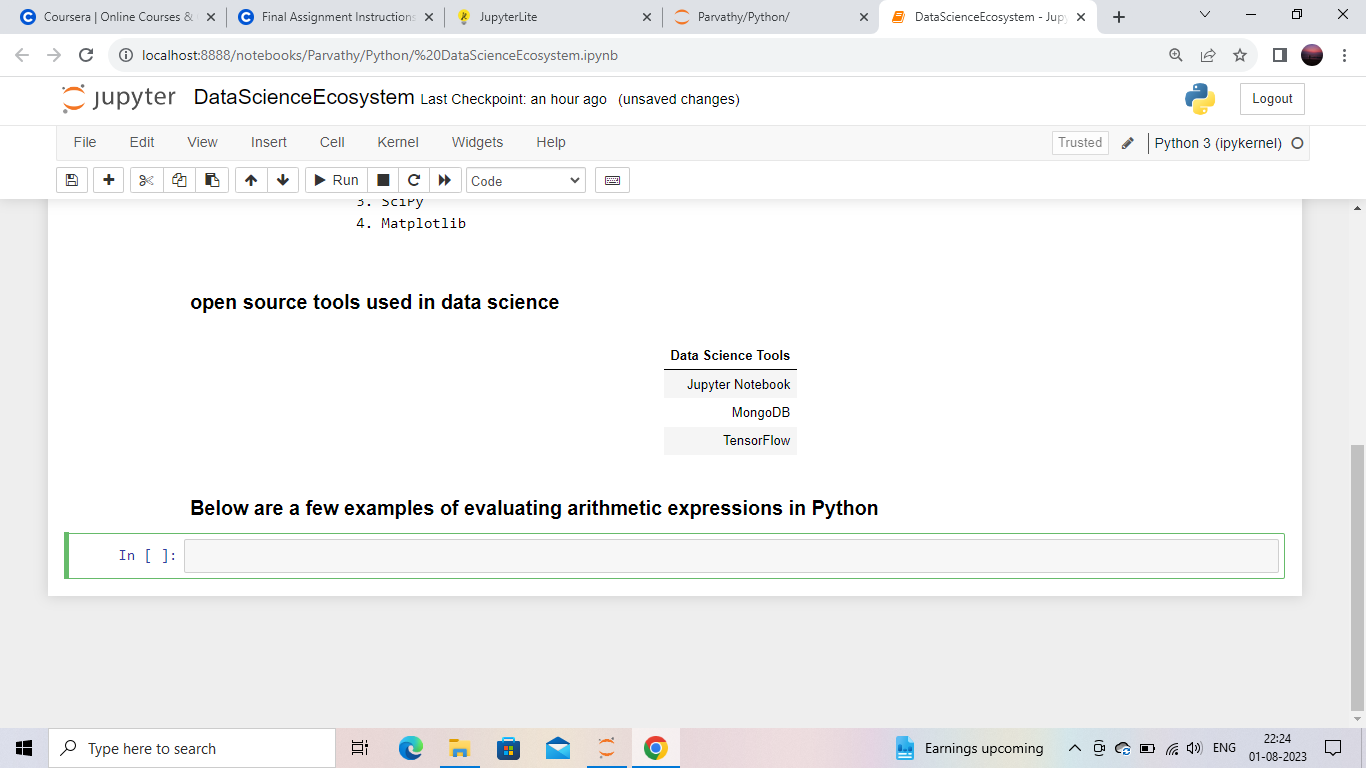 Coursera | Online Courses &
Final Assignment Instructions
JupyterLite
Parvathy/Python/
DataScienceEcosystem - Jupy
localhost:8888/notebooks/Parvathy/Python/%20DataScienceEcosystem.ipynb
jupyter DataScienceEcosystem Last Checkpoint: an hour ago (unsaved changes)
Logout
File Edit View Insert Cell Kernel Widgets Help
Trusted Python 3 (ipykernel)
Run Code
3. SciPy
4. Matplotlib
open source tools used in data science
Data Science Tools
Jupyter Notebook
MongoDB
TensorFlow
Below are a few examples of evaluating arithmetic expressions in Python
In [ ]:
Type here to search
Earnings upcoming
ENG
22:24
01-08-2023